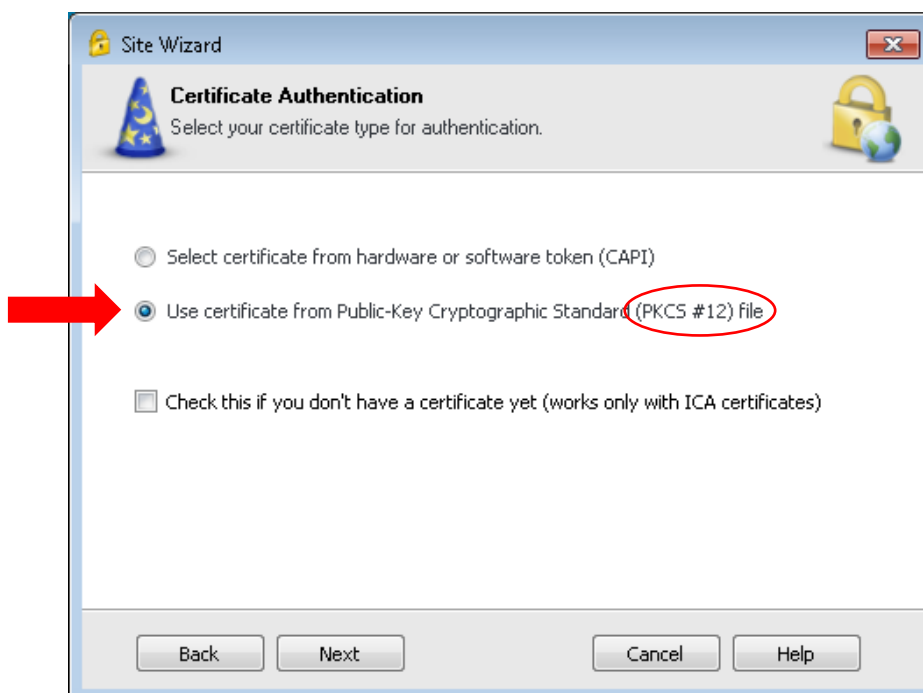 Site Wizard
Certificate Authentication
Select your certificate type for authentication.
Select certificate from hardware or software token (CAPI)
Use certificate from Public-Key Cryptographic Standard (PKCS #12) file
Check this if you don't have a certificate yet (works only with ICA certificates)
Back Next Cancel Help